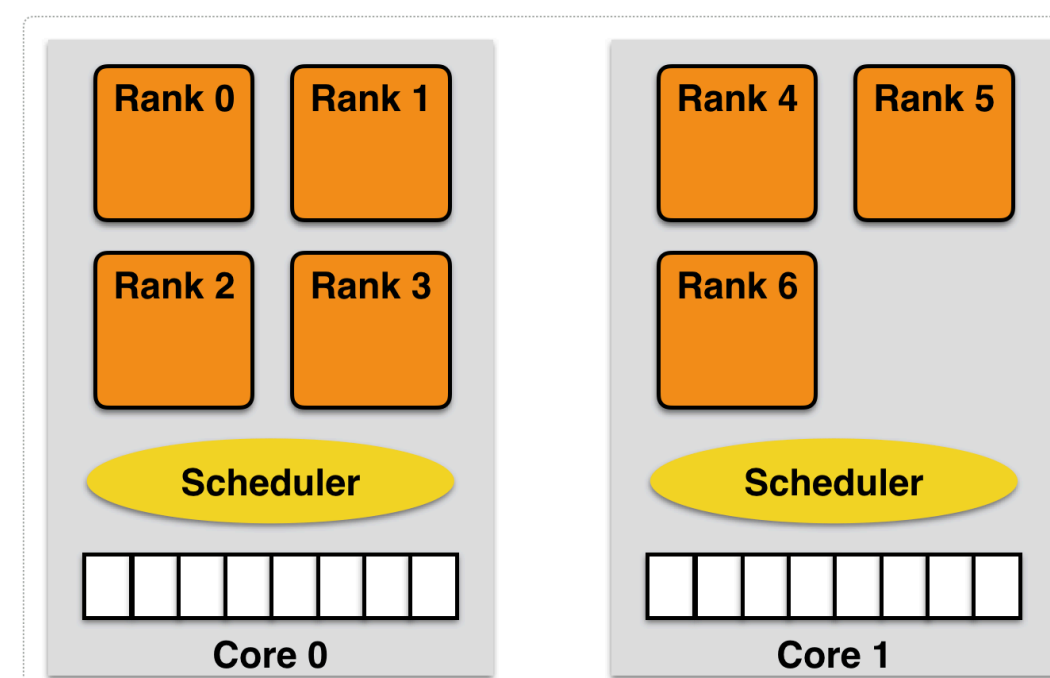 Rank 0
Rank 1
Rank 2
Rank 3
Scheduler
Core 0
Rank 4
Rank 5
Rank 6
Scheduler
Core 1